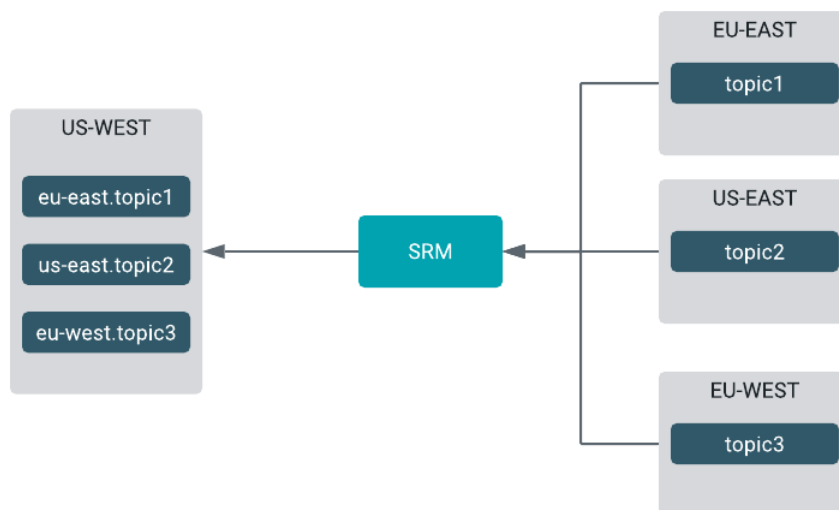 US-WEST
eu-east.topic1
us-east.topic2
eu-west.topic3
SRM
EU-EAST
topic1
US-EAST
topic2
EU-WEST
topic3